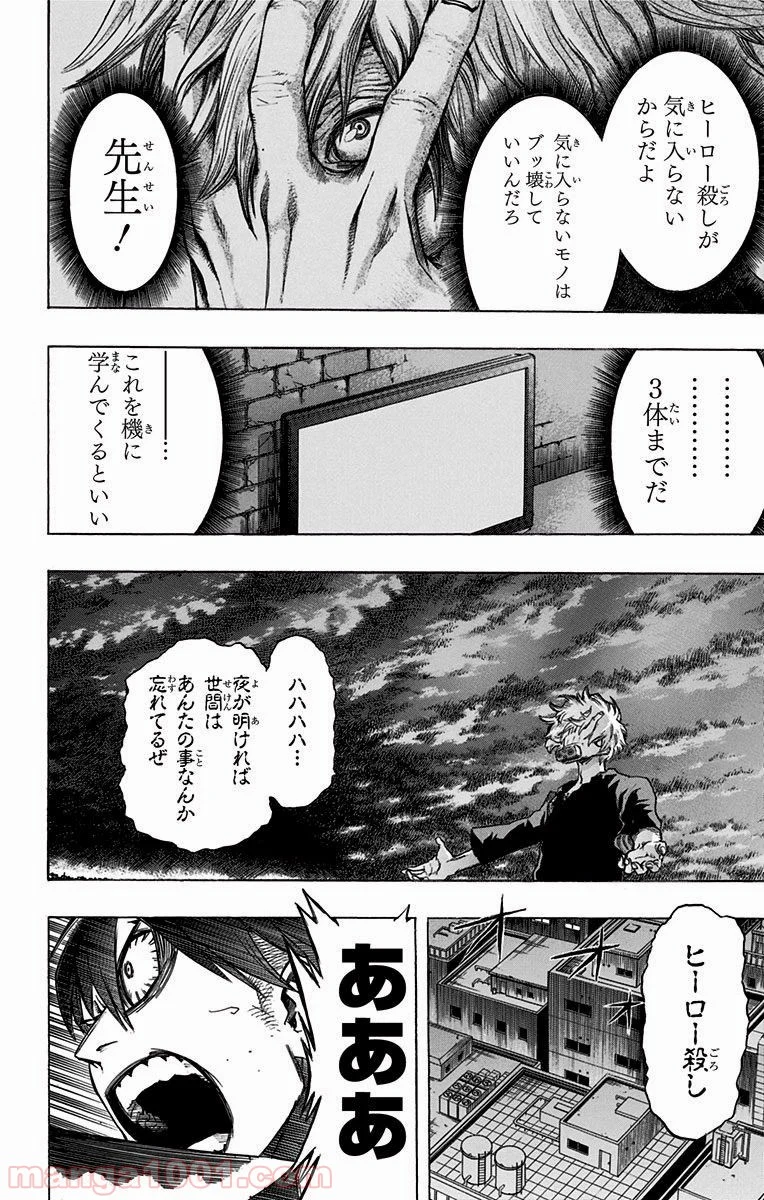 ヒーロー殺しが
気に入らない
からだよ
気に入らないモノは
ブッ壊して
いいんだろ
先生!
…………
3体までだ
―――…
これを機に
学んでくるといい
ハハハハ…
夜が明ければ
世間は
あんたの事なんか
忘れてるぜ
ヒーロー殺し
あああ
manga1001.com